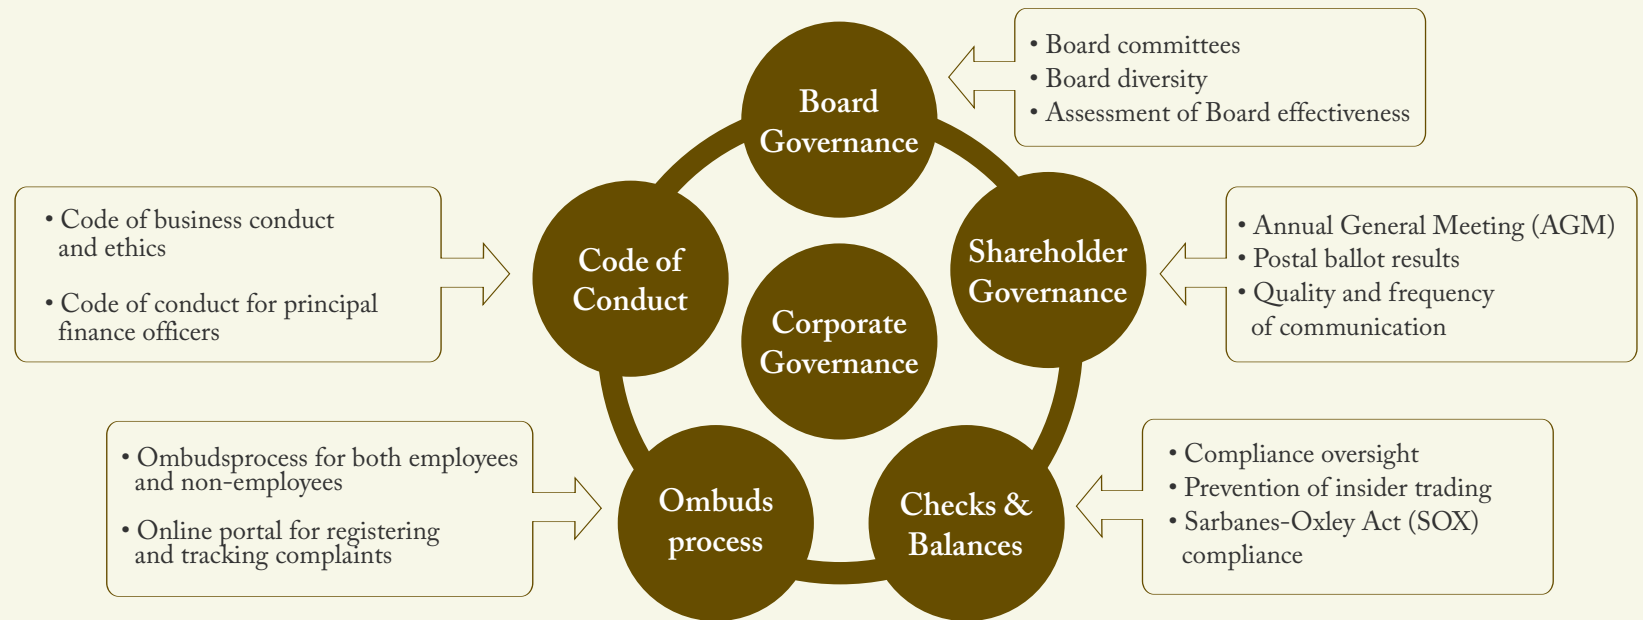 Board
Governance
• Board committees
• Board diversity
• Assessment of Board effectiveness
Shareholder
Governance
• Annual General Meeting (AGM)
• Postal ballot results
• Quality and frequency
of communication
Checks &
Balances
• Compliance oversight
• Prevention of insider trading
• Sarbanes-Oxley Act (SOX)
compliance
Ombuds
process
• Ombudsprocess for both employees
and non-employees
• Online portal for registering
and tracking complaints
Code of
Conduct
• Code of business conduct
and ethics
• Code of conduct for principal
finance officers
Corporate
Governance